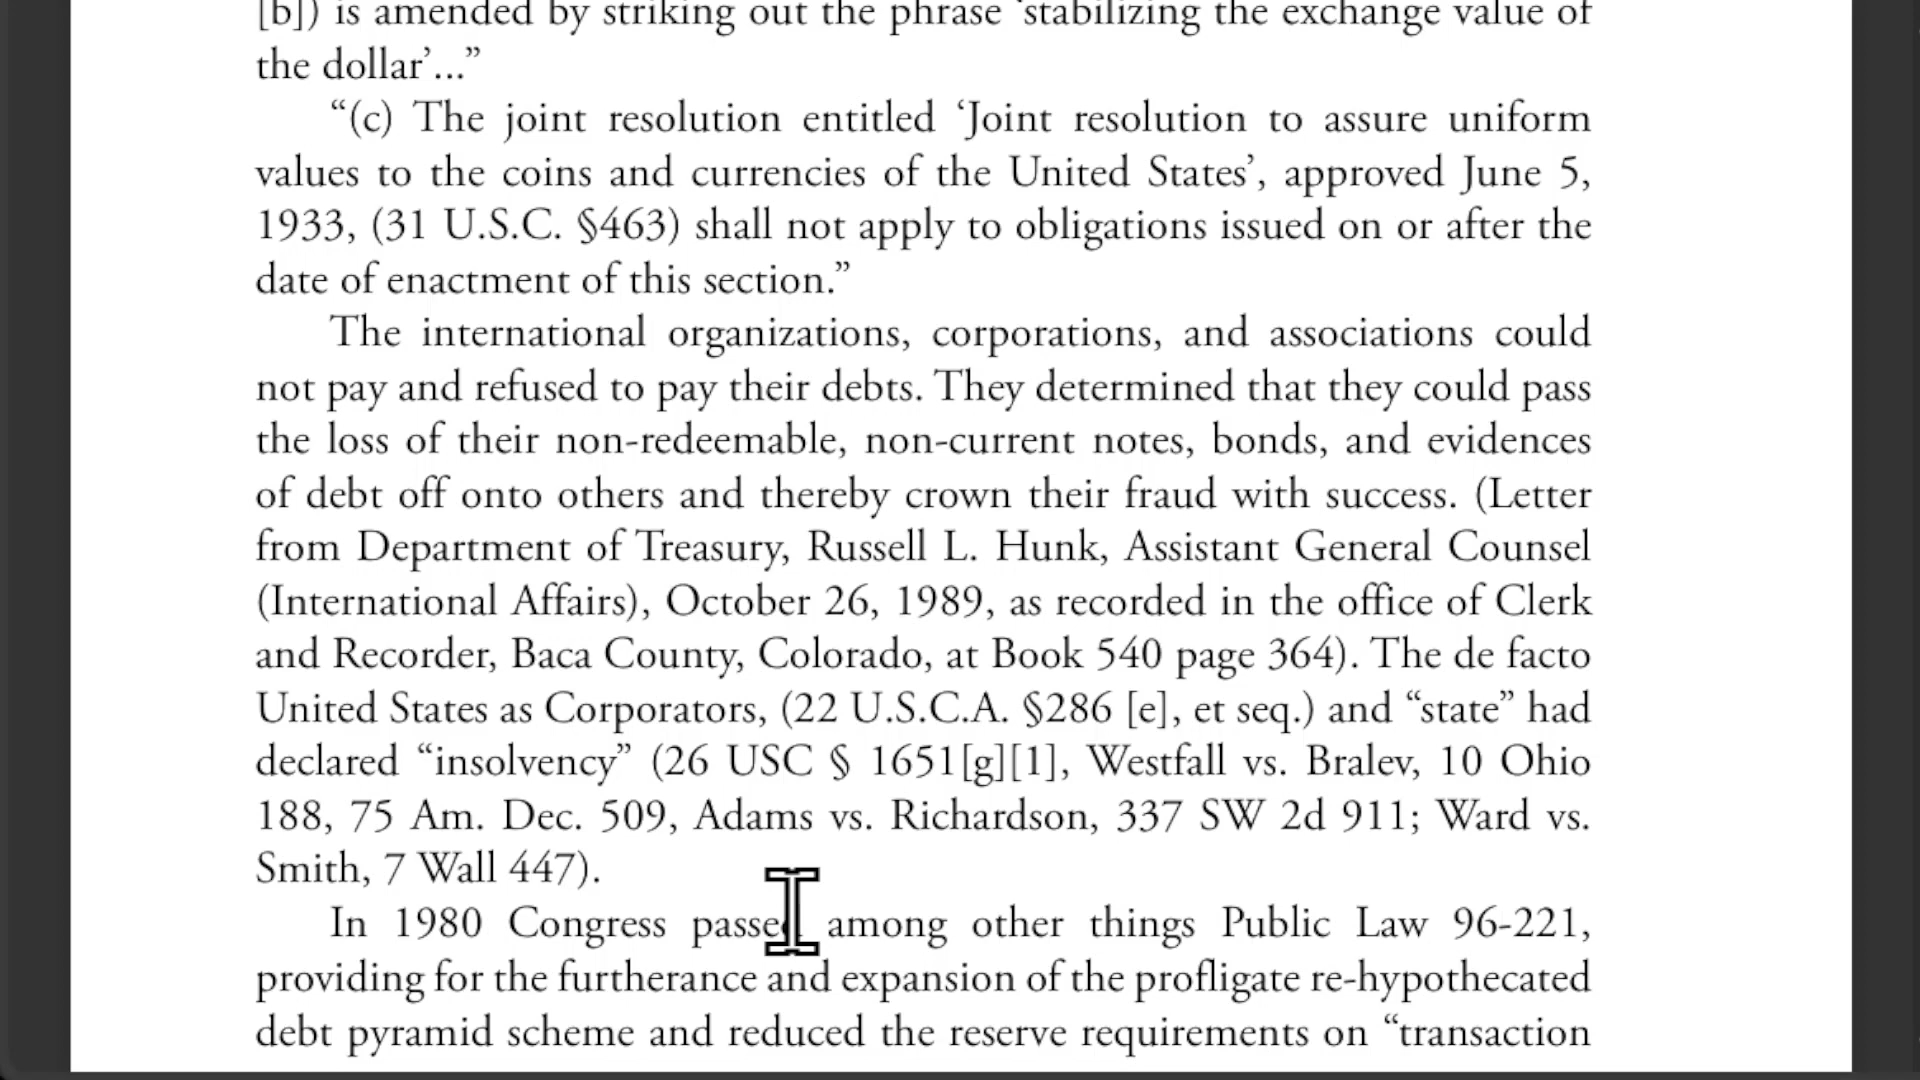 [b]) is amended by striking out the phrase ‘stabilizing the exchange value of
the dollar’...”
“(c) The joint resolution entitled ‘Joint resolution to assure uniform
values to the coins and currencies of the United States’, approved June 5,
1933, (31 U.S.C. §463) shall not apply to obligations issued on or after the
date of enactment of this section.”
The international organizations, corporations, and associations could
not pay and refused to pay their debts. They determined that they could pass
the loss of their non-redeemable, non-current notes, bonds, and evidences
of debt off onto others and thereby crown their fraud with success. (Letter
from Department of Treasury, Russell L. Hunk, Assistant General Counsel
(International Affairs), October 26, 1989, as recorded in the office of Clerk
and Recorder, Baca County, Colorado, at Book 540 page 364). The de facto
United States as Corporators, (22 U.S.C.A. §286 [e], et seq.) and “state” had
declared “insolvency” (26 USC § 1651[g][1], Westfall vs. Bralev, 10 Ohio
188, 75 Am. Dec. 509, Adams vs. Richardson, 337 SW 2d 911; Ward vs.
Smith, 7 Wall 447).
In 1980 Congress passed among other things Public Law 96-221,
providing for the furtherance and expansion of the profligate re-hypothecated
debt pyramid scheme and reduced the reserve requirements on “transaction